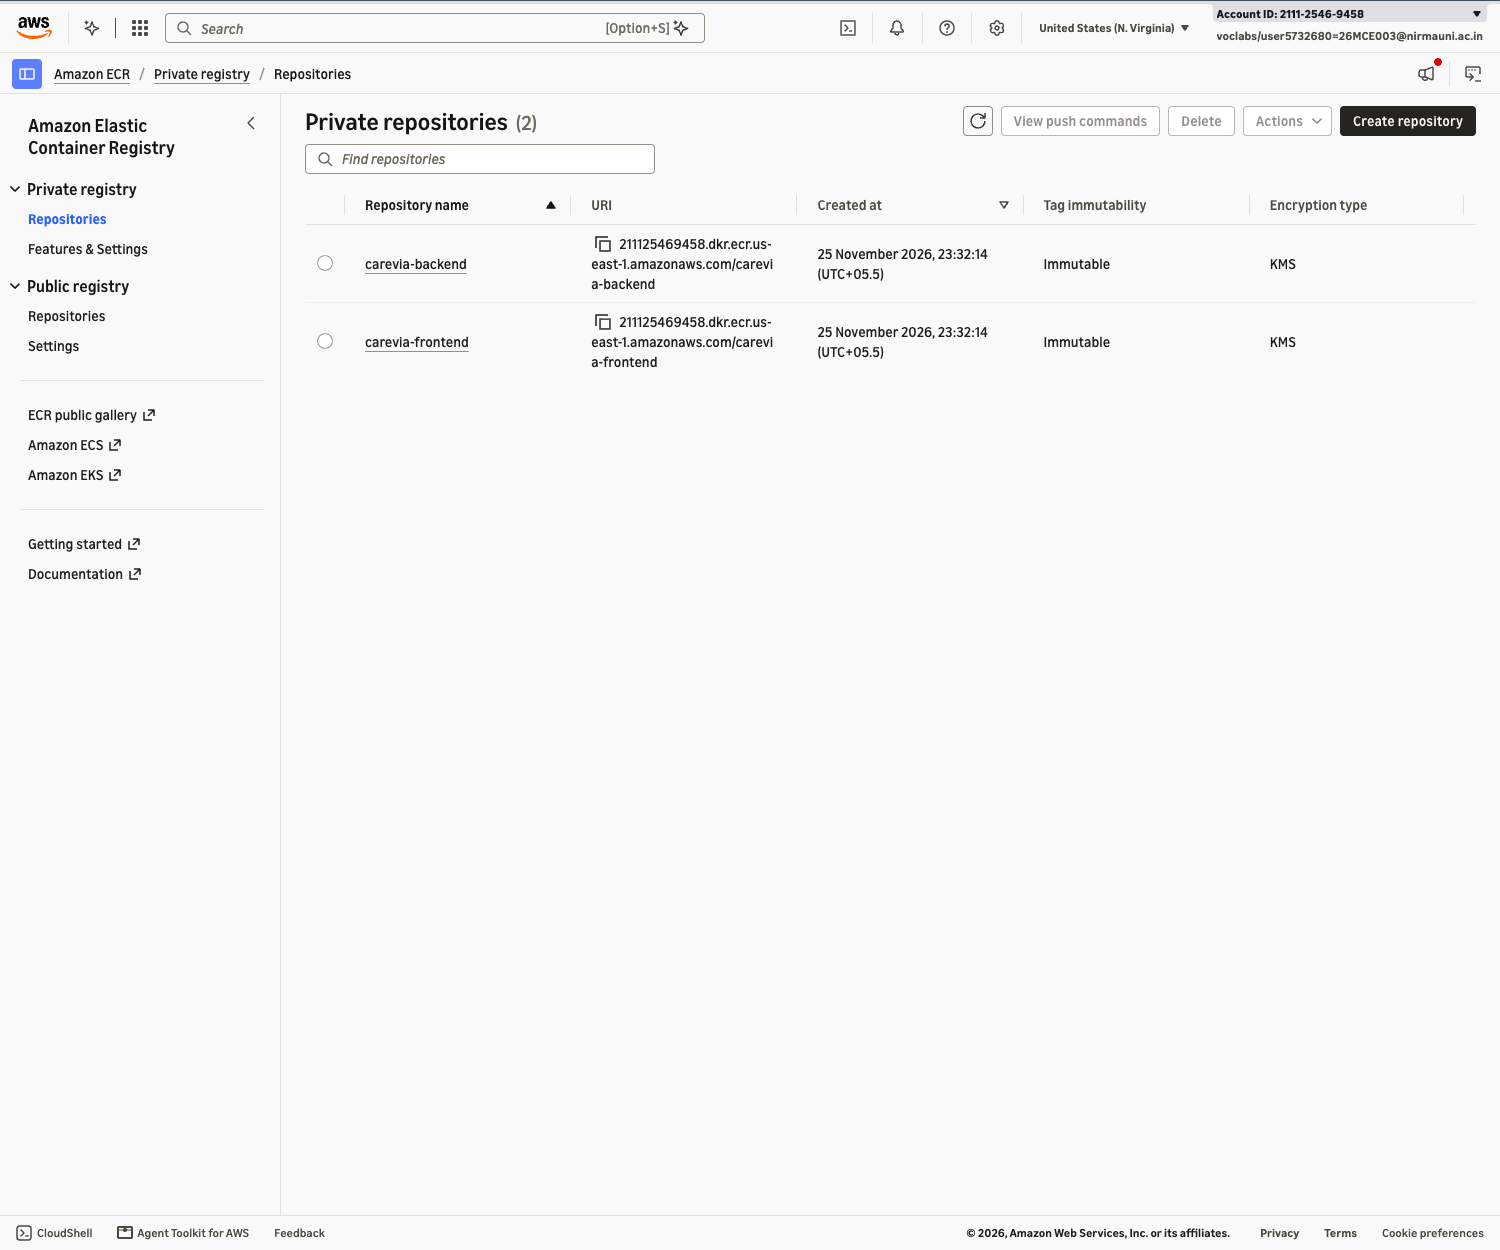 aws
Search
[Option+S]
United States (N. Virginia)
Account ID: 2111-2546-9458
voclabs/user5732680=26MCE003@nirmauni.ac.in
Amazon ECR / Private registry / Repositories
Amazon Elastic
Container Registry
Private registry
Repositories
Features & Settings
Public registry
Repositories
Settings
ECR public gallery
Amazon ECS
Amazon EKS
Getting started
Documentation
Private repositories (2)
View push commands
Delete
Actions
Create repository
Find repositories
Repository name
URI
Created at
Tag immutability
Encryption type
carevia-backend
211125469458.dkr.ecr.us-
east-1.amazonaws.com/carevi
a-backend
25 November 2026, 23:32:14
(UTC+05.5)
Immutable
KMS
carevia-frontend
211125469458.dkr.ecr.us-
east-1.amazonaws.com/carevi
a-frontend
25 November 2026, 23:32:14
(UTC+05.5)
Immutable
KMS
CloudShell
Agent Toolkit for AWS
Feedback
© 2026, Amazon Web Services, Inc. or its affiliates.
Privacy
Terms
Cookie preferences